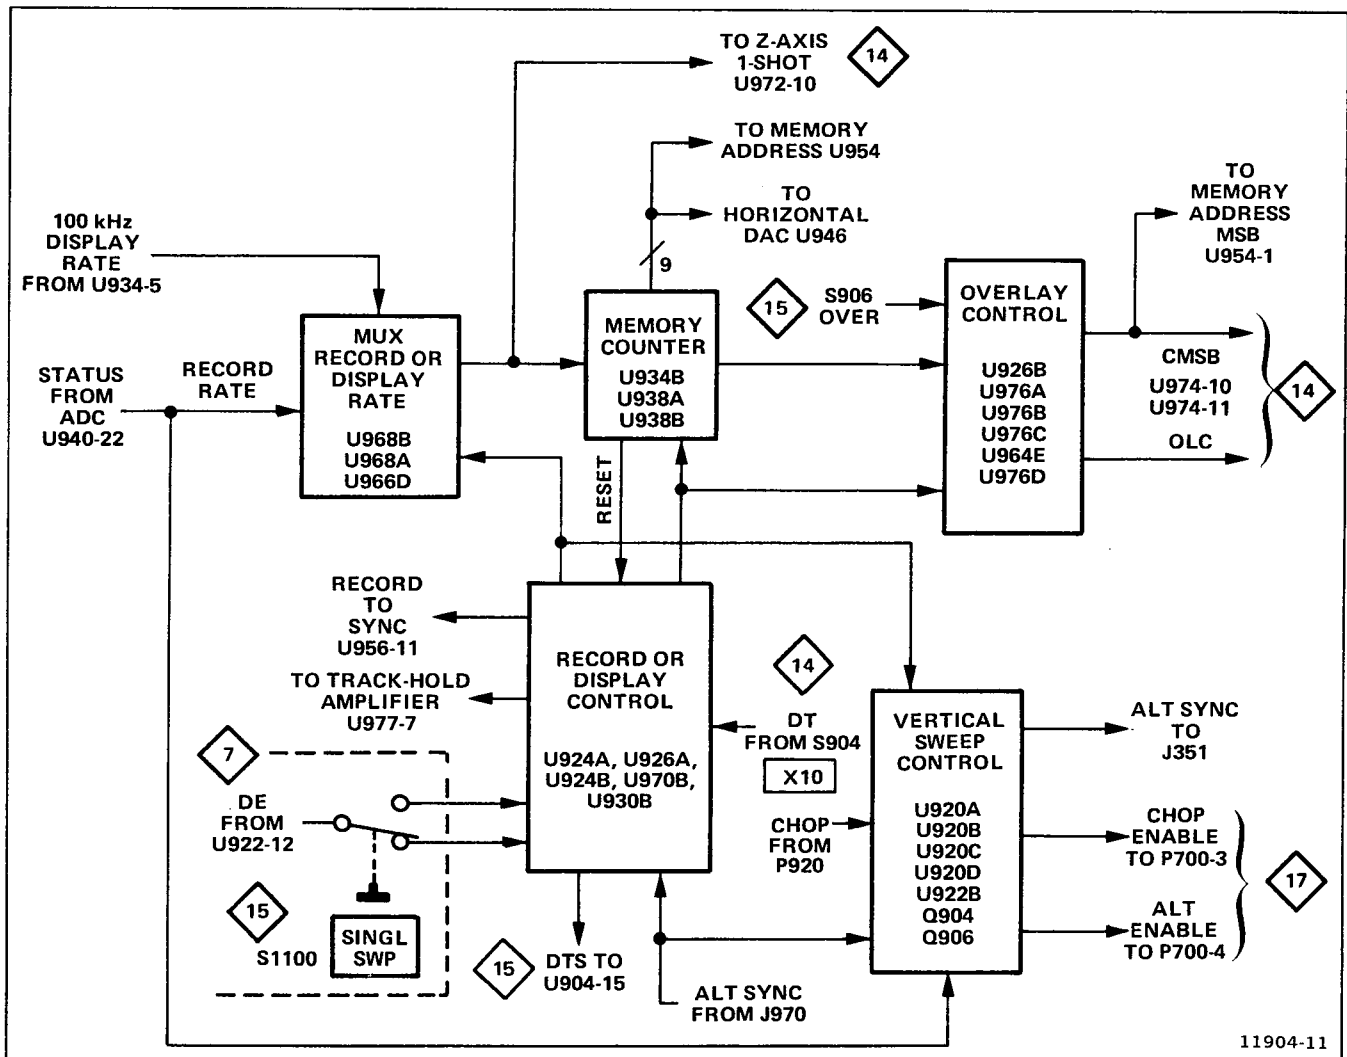 TO Z-AXIS
1-SHOT
U972-10
14
TO MEMORY
ADDRESS U954
TO
HORIZONTAL
DAC U946
9
TO
MEMORY
ADDRESS
MSB
U954-1
100 kHz
DISPLAY
RATE
FROM U934-5
STATUS
FROM
ADC
U940-22
RECORD
RATE
MUX
RECORD OR
DISPLAY
RATE
U968B
U968A
U966D
MEMORY
COUNTER
U934B
U938A
U938B
15
S906
OVER
OVERLAY
CONTROL
U926B
U976A
U976B
U976C
U964E
U976D
CMSB
U974-10
U974-11
OLC
14
RESET
RECORD
TO
SYNC
U956-11
TO TRACK-HOLD
AMPLIFIER
U977-7
RECORD OR
DISPLAY
CONTROL
U924A, U926A,
U924B, U970B,
U930B
14
DT
FROM S904
X10
CHOP
FROM
P920
VERTICAL
SWEEP
CONTROL
U920A
U920B
U920C
U920D
U922B
Q904
Q906
ALT SYNC
TO
J351
CHOP
ENABLE
TO P700-3
ALT
ENABLE
TO P700-4
17
7
DE
FROM
U922-12
15
S1100
SINGL
SWP
15
DTS TO
U904-15
ALT SYNC
FROM J970
11904-11